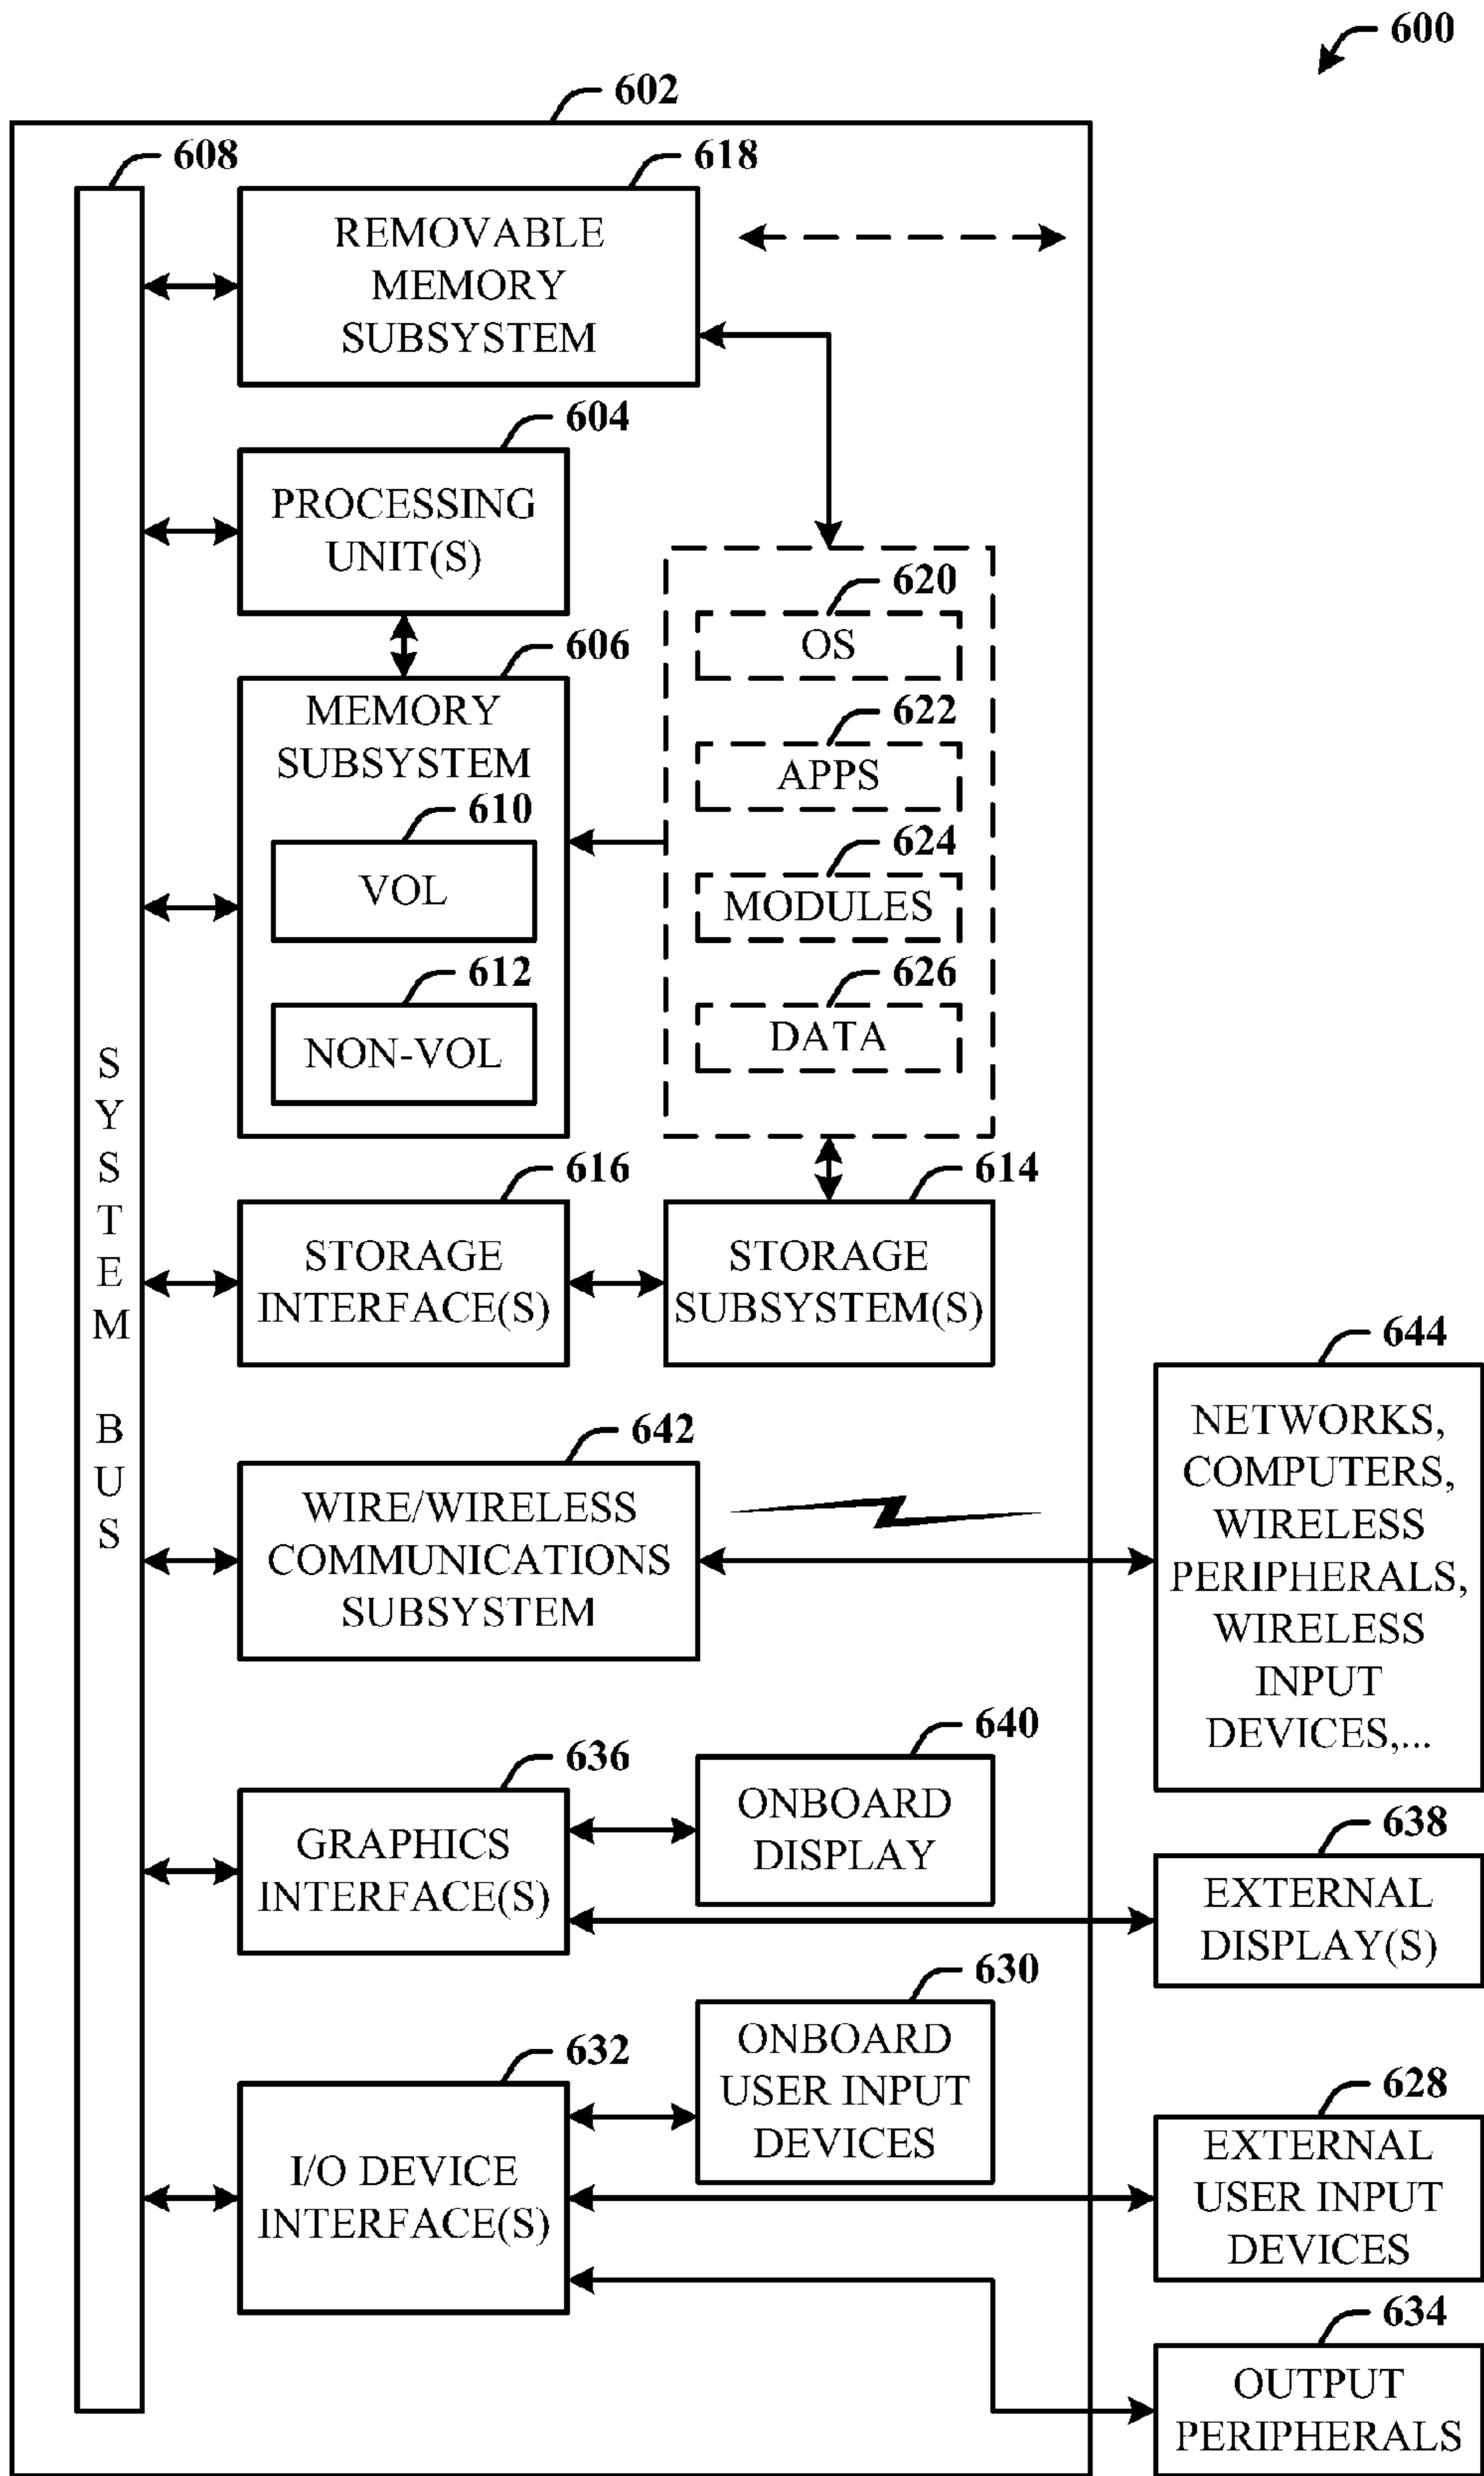 600
602
608
618
REMOVABLE
MEMORY
SUBSYSTEM
604
PROCESSING
UNIT(S)
606
MEMORY
SUBSYSTEM
610
VOL
612
NON-VOL
620
OS
622
APPS
624
MODULES
626
DATA
SYSTEM BUS
616
STORAGE
INTERFACE(S)
614
STORAGE
SUBSYSTEM(S)
642
WIRE/WIRELESS
COMMUNICATIONS
SUBSYSTEM
644
NETWORKS,
COMPUTERS,
WIRELESS
PERIPHERALS,
WIRELESS
INPUT
DEVICES,...
636
GRAPHICS
INTERFACE(S)
640
ONBOARD
DISPLAY
638
EXTERNAL
DISPLAY(S)
632
I/O DEVICE
INTERFACE(S)
630
ONBOARD
USER INPUT
DEVICES
628
EXTERNAL
USER INPUT
DEVICES
634
OUTPUT
PERIPHERALS